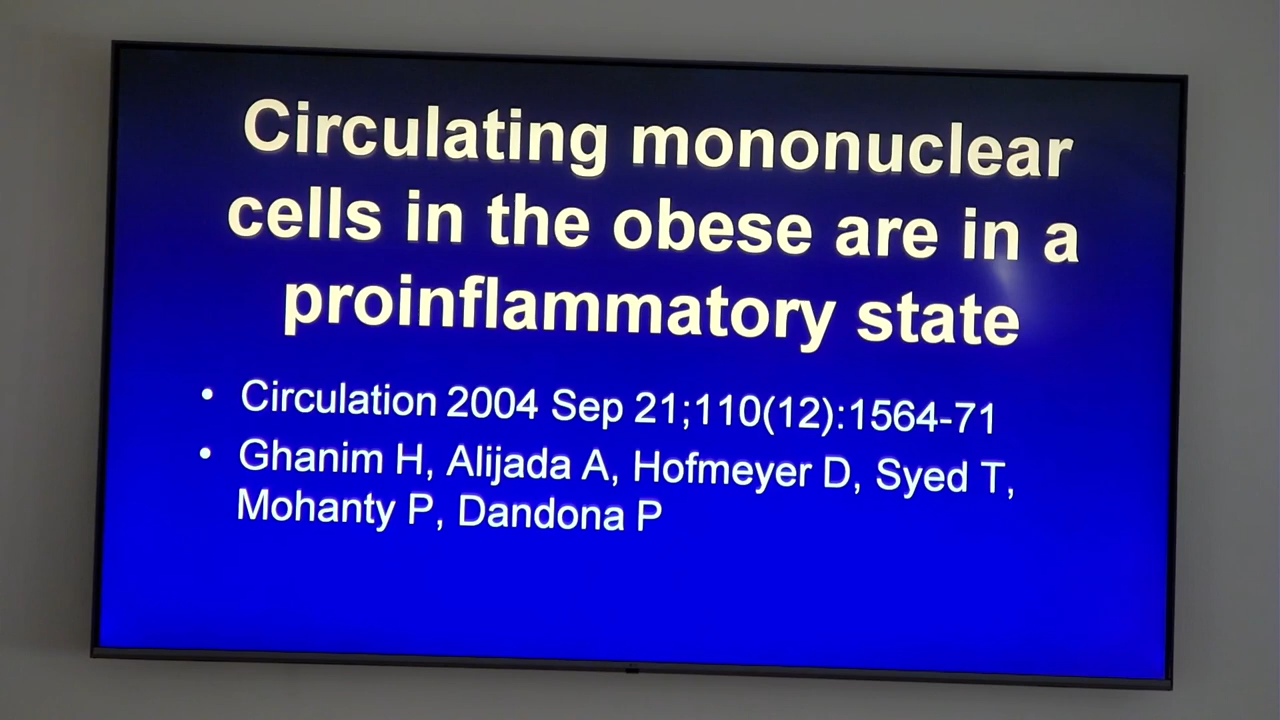 Circulating mononuclear
cells in the obese are in a
proinflammatory state
• Circulation 2004 Sep 21;110(12):1564-71
• Ghanim H, Alijada A, Hofmeyer D, Syed T,
Mohanty P, Dandona P